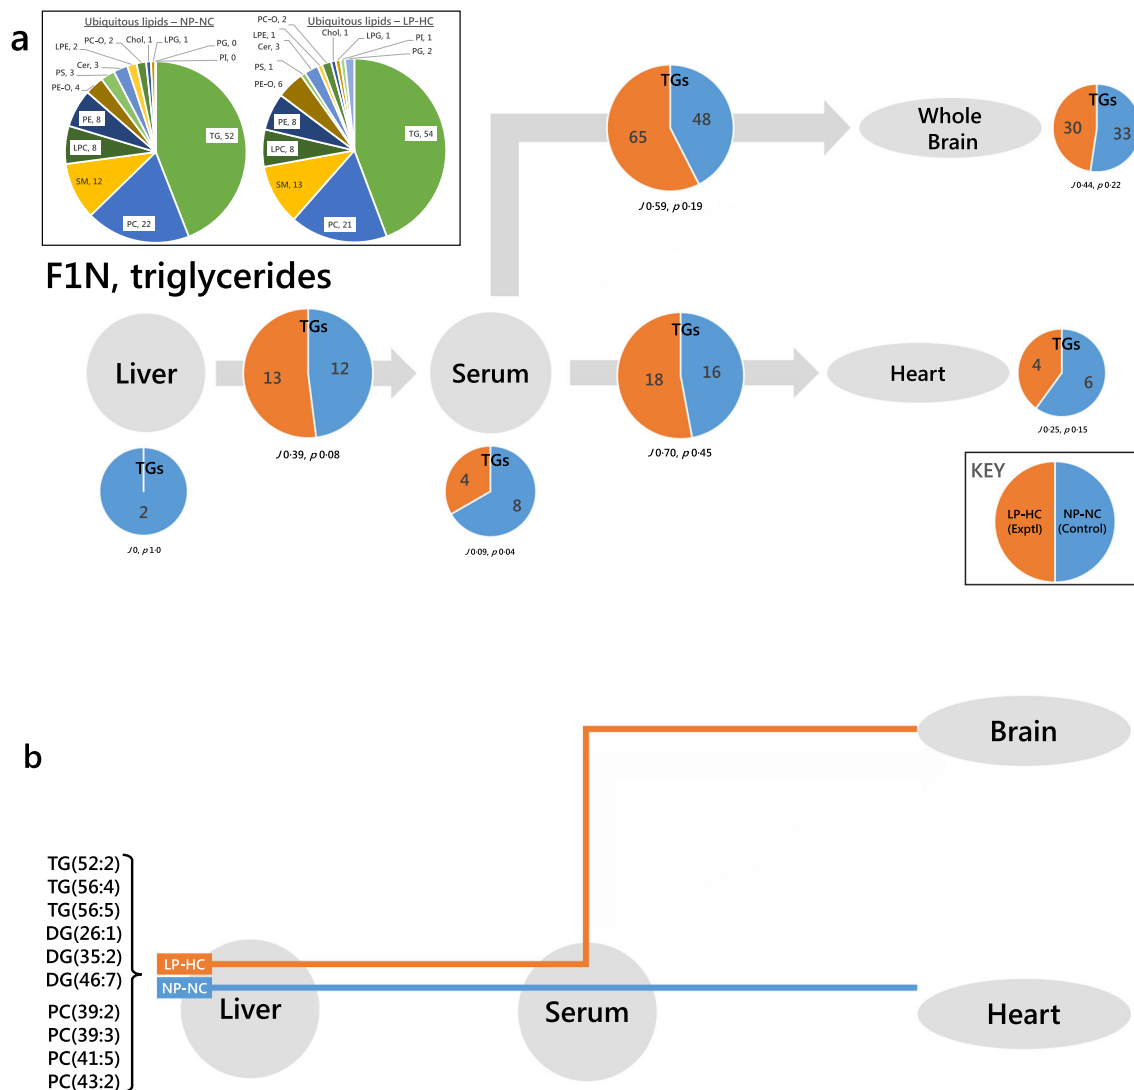 a
Ubiquitous lipids – NP-NC
PC-O, 2
Chol, 1
LPG, 1
PG, 0
LPE, 2
PI, 0
Cer, 3
PS, 3
PE-O, 4
PE, 8
LPC, 8
SM, 12
PC, 22
TG, 52
Ubiquitous lipids – LP-HC
PC-O, 2
Chol, 1
LPG, 1
PI, 1
LPE, 1
PG, 2
Cer, 3
PS, 1
PE-O, 6
PE, 8
LPC, 8
SM, 13
PC, 21
TG, 54
TGs
65
48
J 0·59, p 0·19
Whole
Brain
TGs
30
33
J 0·44, p 0·22
F1N, triglycerides
Liver
TGs
13
12
J 0·39, p 0·08
Serum
TGs
18
16
J 0·70, p 0·45
Heart
TGs
4
6
J 0·25, p 0·15
TGs
2
J 0, p 1·0
TGs
4
8
J 0·09, p 0·04
KEY
LP-HC
(Exptl)
NP-NC
(Control)
b
Brain
TG(52:2)
TG(56:4)
TG(56:5)
DG(26:1)
DG(35:2)
DG(46:7)
PC(39:2)
PC(39:3)
PC(41:5)
PC(43:2)
LP-HC
NP-NC
Liver
Serum
Heart